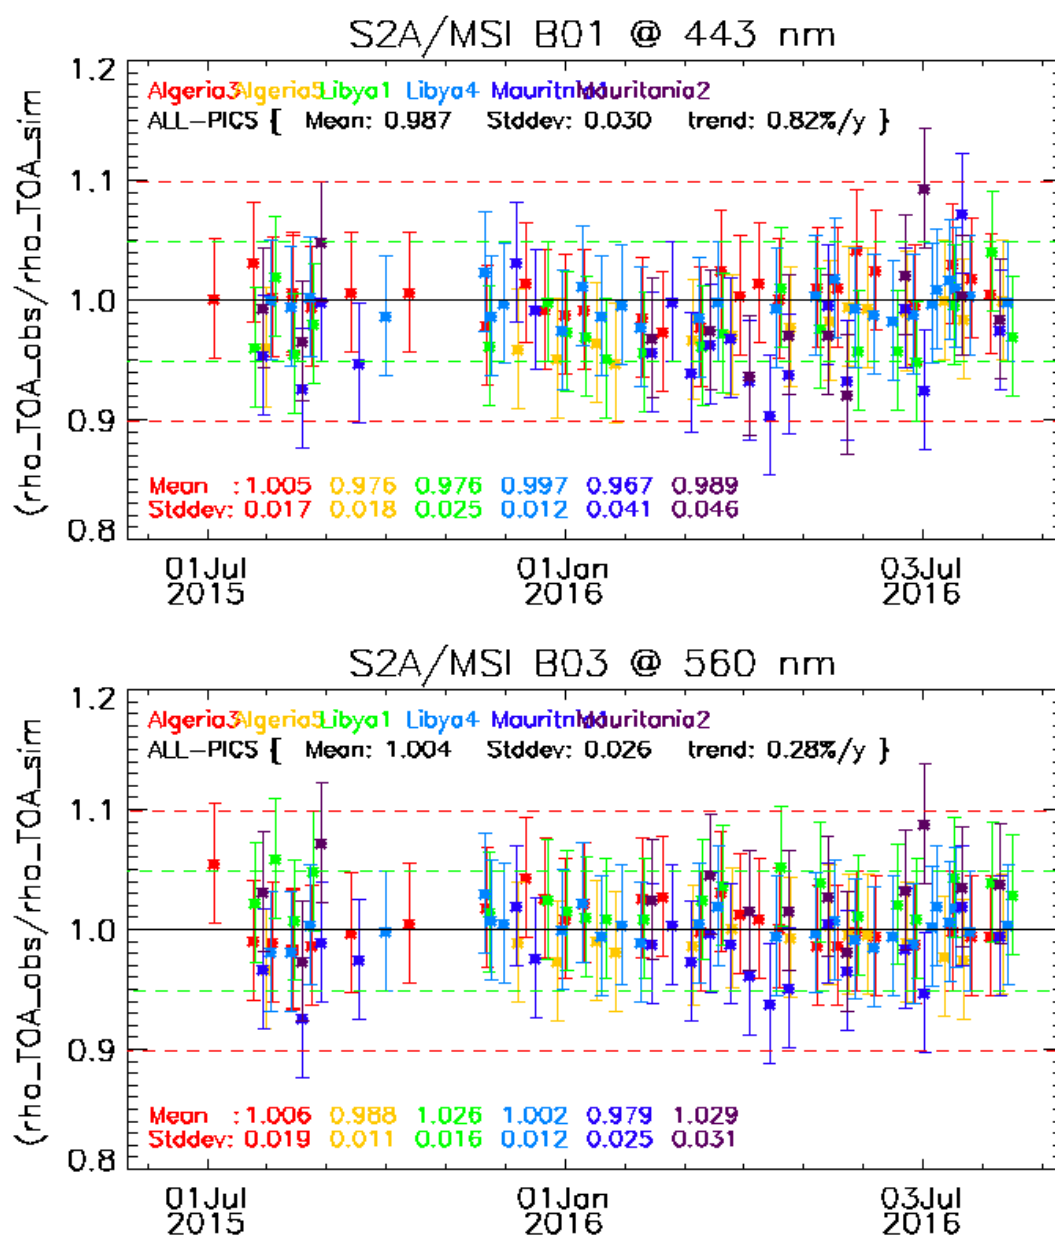 S2A/MSI B01 @ 443 nm
(rho_TOA_obs/rho_TOA_sim
1.2
1.1
1.0
0.9
0.8
Algeria3 Algeria5 Libya1 Libya4 Mauritania2
ALL-PICS { Mean: 0.987 Stddev: 0.030 trend: 0.82%/y }
Mean : 1.005 0.976 0.976 0.997 0.967 0.989
Stddev: 0.017 0.018 0.025 0.012 0.041 0.046
01Jul 01Jan 03Jul
2015 2016 2016
S2A/MSI B03 @ 560 nm
(rho_TOA_obs/rho_TOA_sim
1.2
1.1
1.0
0.9
0.8
Algeria3 Algeria5 Libya1 Libya4 Mauritania2
ALL-PICS { Mean: 1.004 Stddev: 0.026 trend: 0.28%/y }
Mean : 1.006 0.988 1.026 1.002 0.979 1.029
Stddev: 0.019 0.011 0.016 0.012 0.025 0.031
01Jul 01Jan 03Jul
2015 2016 2016